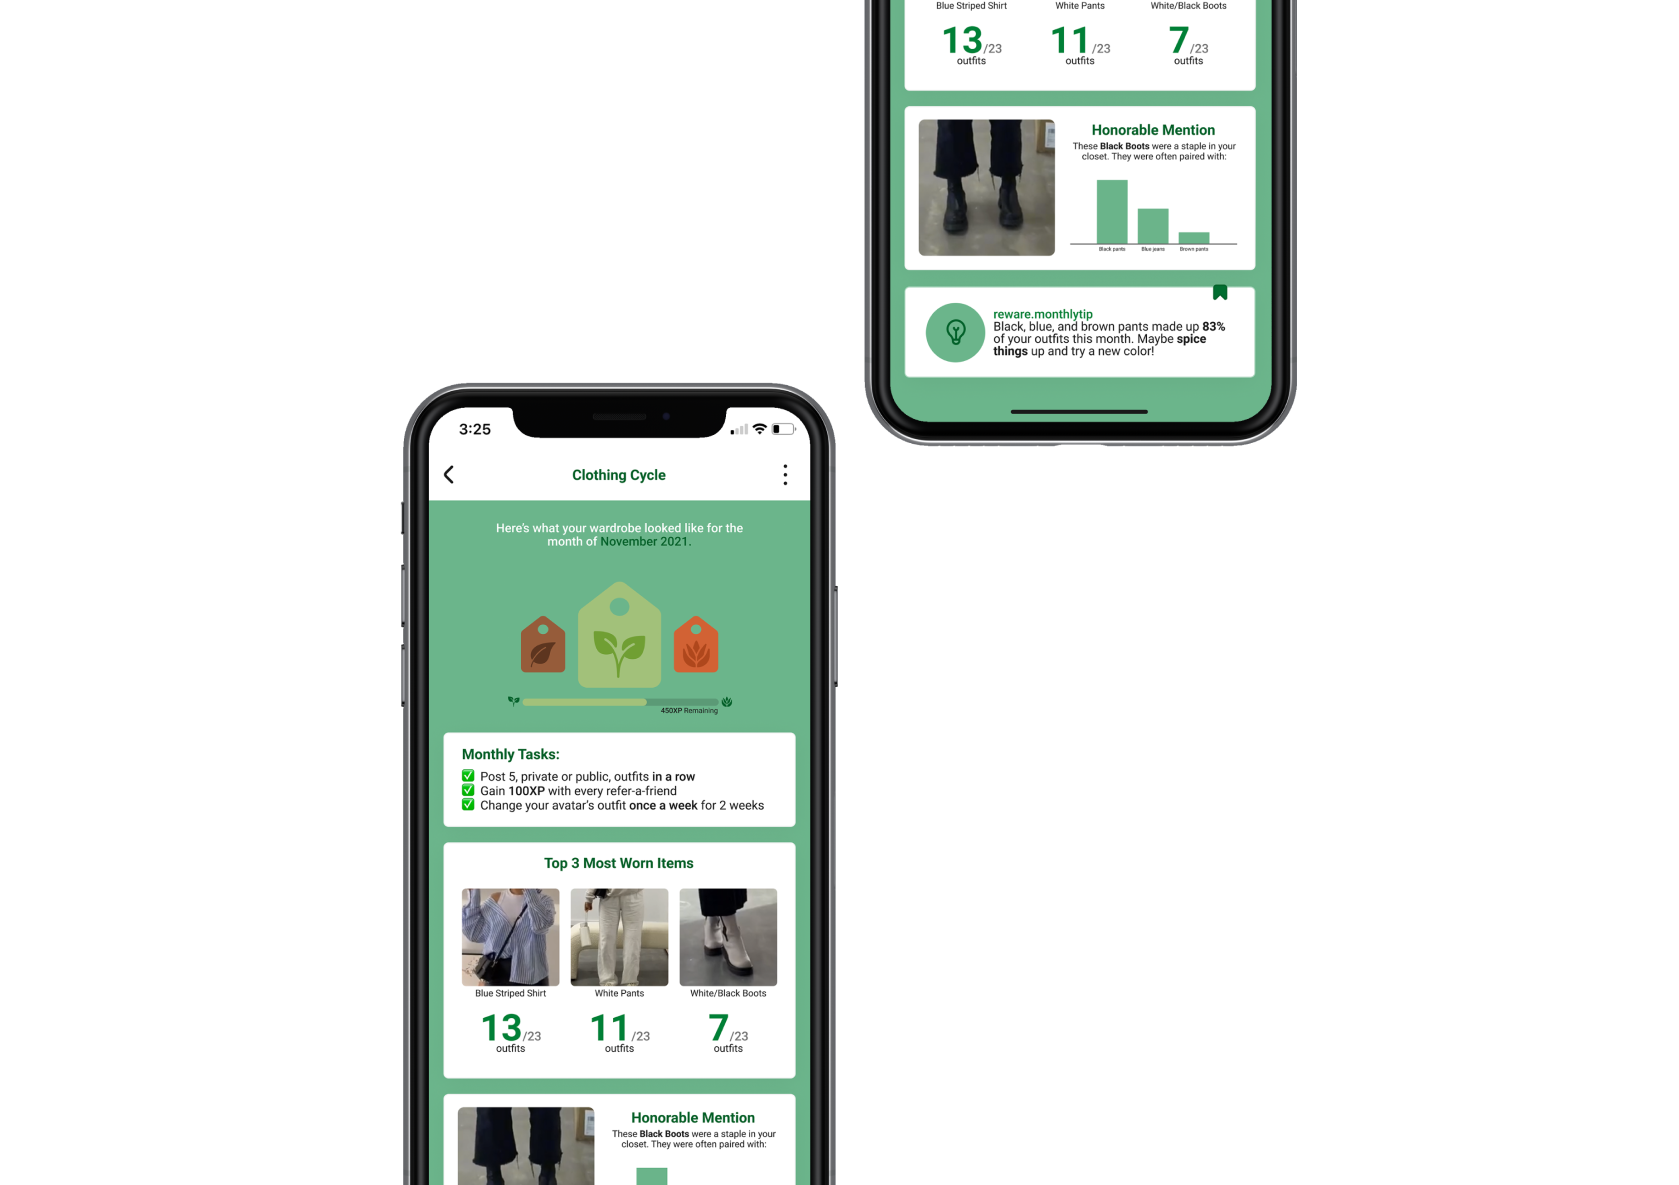 Blue Striped Shirt
White Pants
White/Black Boots
13/23
11/23
7/23
outfits
outfits
outfits
Honorable Mention
These Black Boots were a staple in your
closet. They were often paired with:
Black pants
Blue jeans
Brown pants
reware.monthlytip
Black, blue, and brown pants made up 83%
of your outfits this month. Maybe spice
things up and try a new color!
3:25
Clothing Cycle
Here's what your wardrobe looked like for the
month of November 2021.
450XP Remaining
Monthly Tasks:
Post 5, private or public, outfits in a row
Gain 100XP with every refer-a-friend
Change your avatar's outfit once a week for 2 weeks
Top 3 Most Worn Items
Blue Striped Shirt
White Pants
White/Black Boots
13/23
11/23
7/23
outfits
outfits
outfits
Honorable Mention
These Black Boots were a staple in your
closet. They were often paired with: